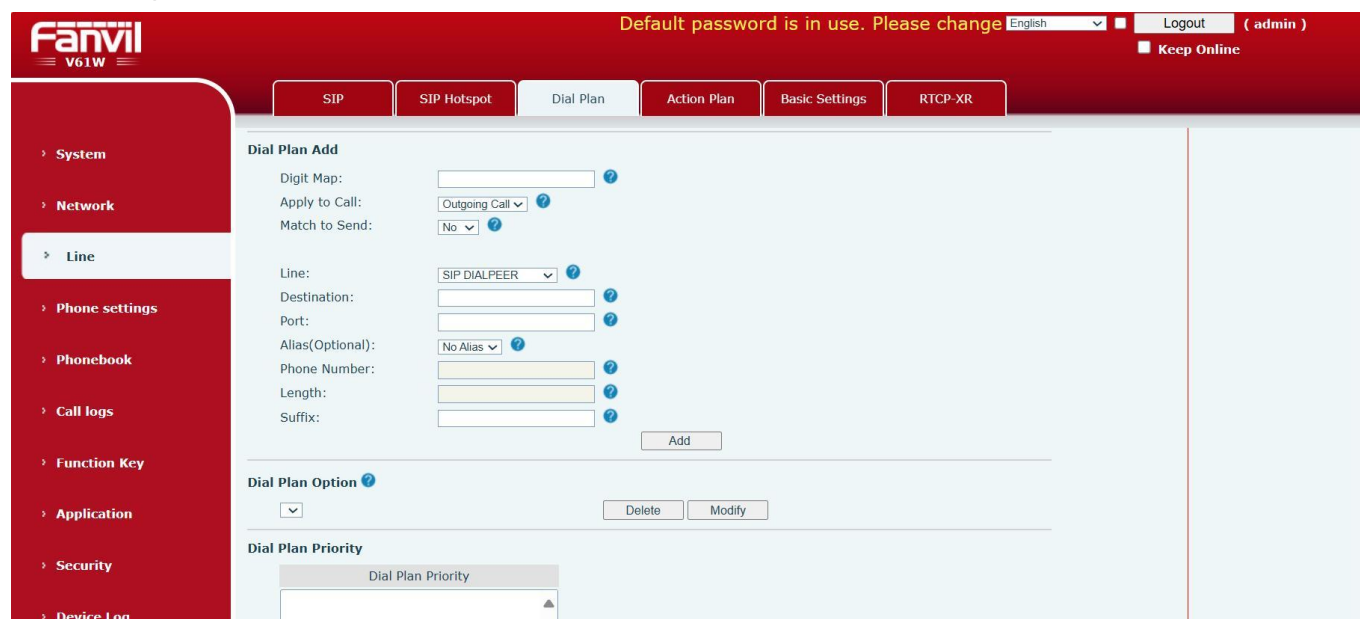 Default password is in use. Please change English Logout ( admin )
Fanvil
V61W
Keep Online
SIP SIP Hotspot Dial Plan Action Plan Basic Settings RTCP-XR
System
Network
Line
Phone settings
Phonebook
Call logs
Function Key
Application
Security
Device Log
Dial Plan Add
Digit Map: ?
Apply to Call: Outgoing Call ?
Match to Send: No ?
Line: SIP DIALPEER ?
Destination: ?
Port: ?
Alias(Optional): No Alias ?
Phone Number: ?
Length: ?
Suffix: ?
Add
Dial Plan Option ?
Delete Modify
Dial Plan Priority
Dial Plan Priority